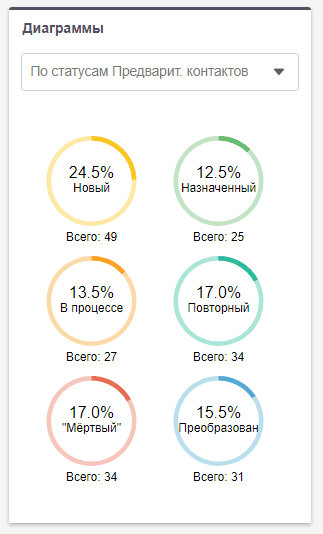 Диаграммы
По статусам Предварит. контактов
24.5%
Новый
Всего: 49
12.5%
Назначенный
Всего: 25
13.5%
В процессе
Всего: 27
17.0%
Повторный
Всего: 34
17.0%
"Мёртвый"
Всего: 34
15.5%
Преобразован
Всего: 31